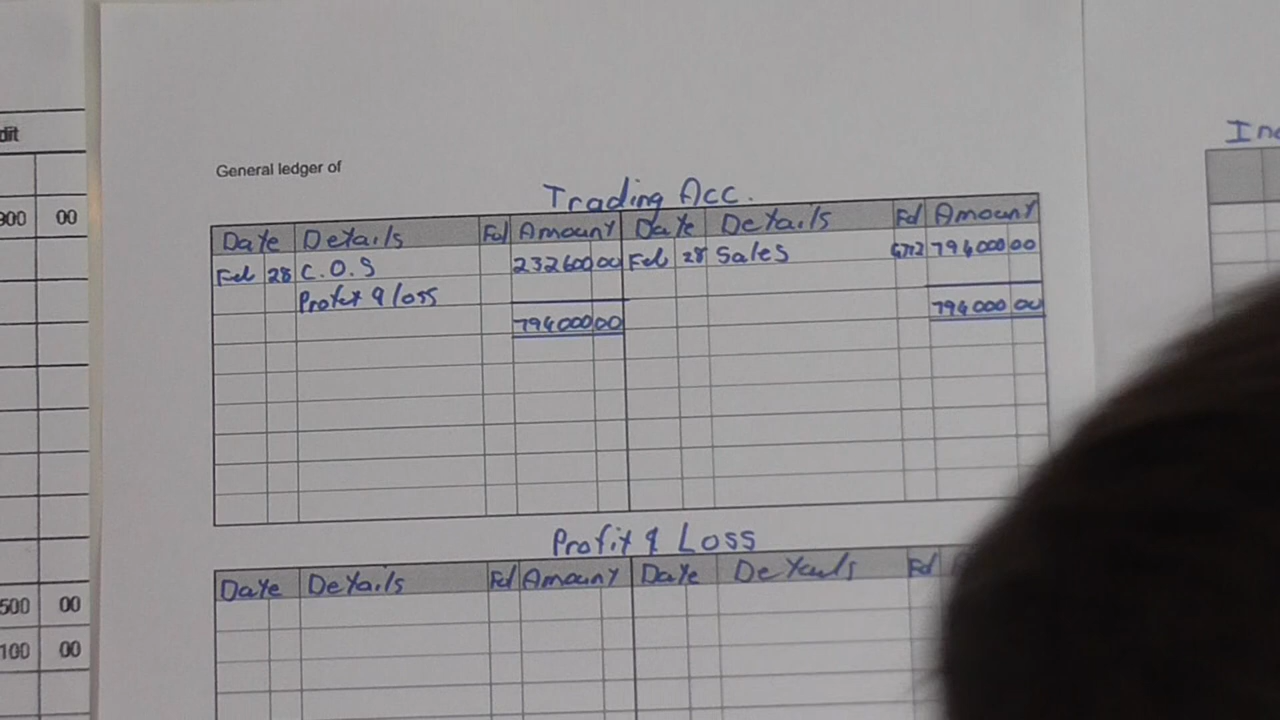 dit
900 00
500 00
100 00
General ledger of
Trading Acc.
Date Details Fol Amount Date Details Fol Amount
Feb 28 C.O.S 232600 00 Feb 28 Sales 794000 00
Profit & loss
794000 00 794000 00
Profit & Loss
Date Details Fol Amount Date Details Fol